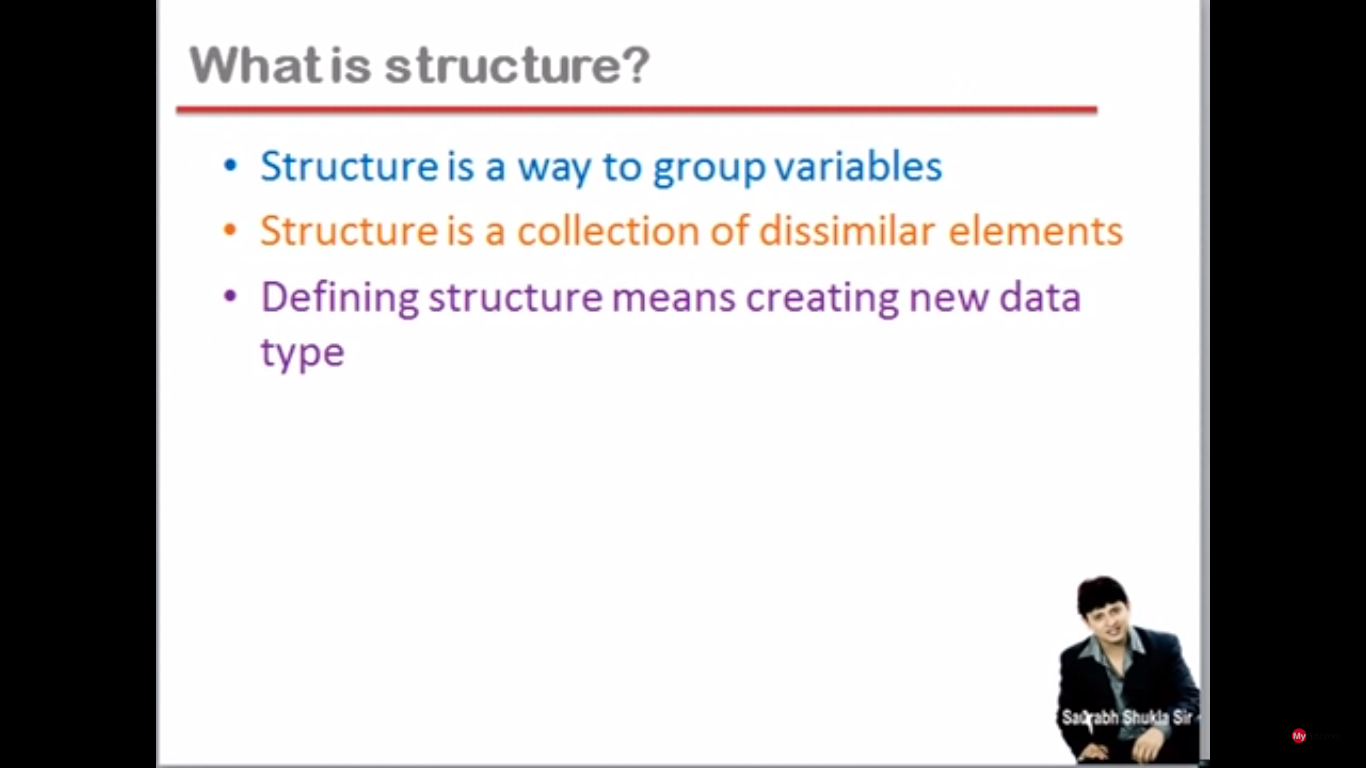 What is structure?
• Structure is a way to group variables
• Structure is a collection of dissimilar elements
• Defining structure means creating new data
type
Saurabh Shukla Sir
My